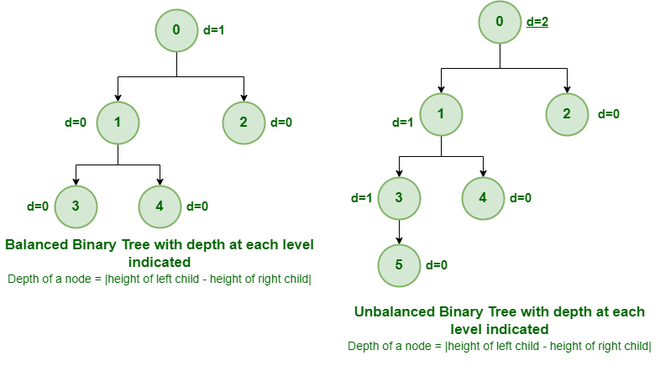 0 d=1
d=0 1 2 d=0
d=0 3 4 d=0
Balanced Binary Tree with depth at each level
indicated
Depth of a node = |height of left child - height of right child|
0 d=2
d=1 1 2 d=0
d=1 3 4 d=0
5 d=0
Unbalanced Binary Tree with depth at each
level indicated
Depth of a node = |height of left child - height of right child|